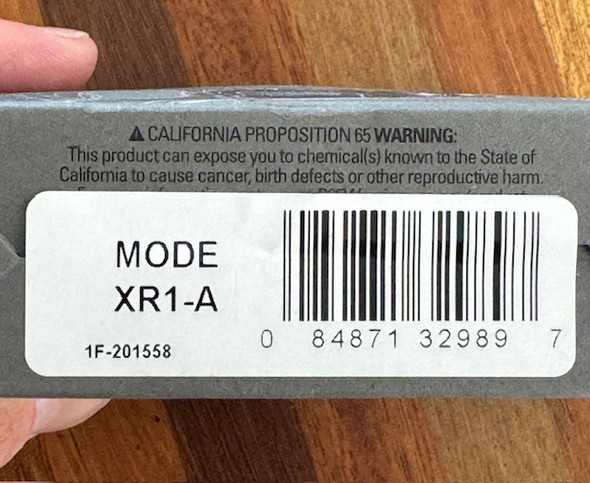 ⚠ CALIFORNIA PROPOSITION 65 WARNING:
This product can expose you to chemical(s) known to the State of
California to cause cancer, birth defects or other reproductive harm.
MODE
XR1-A
1F-201558
0 84871 32989 7